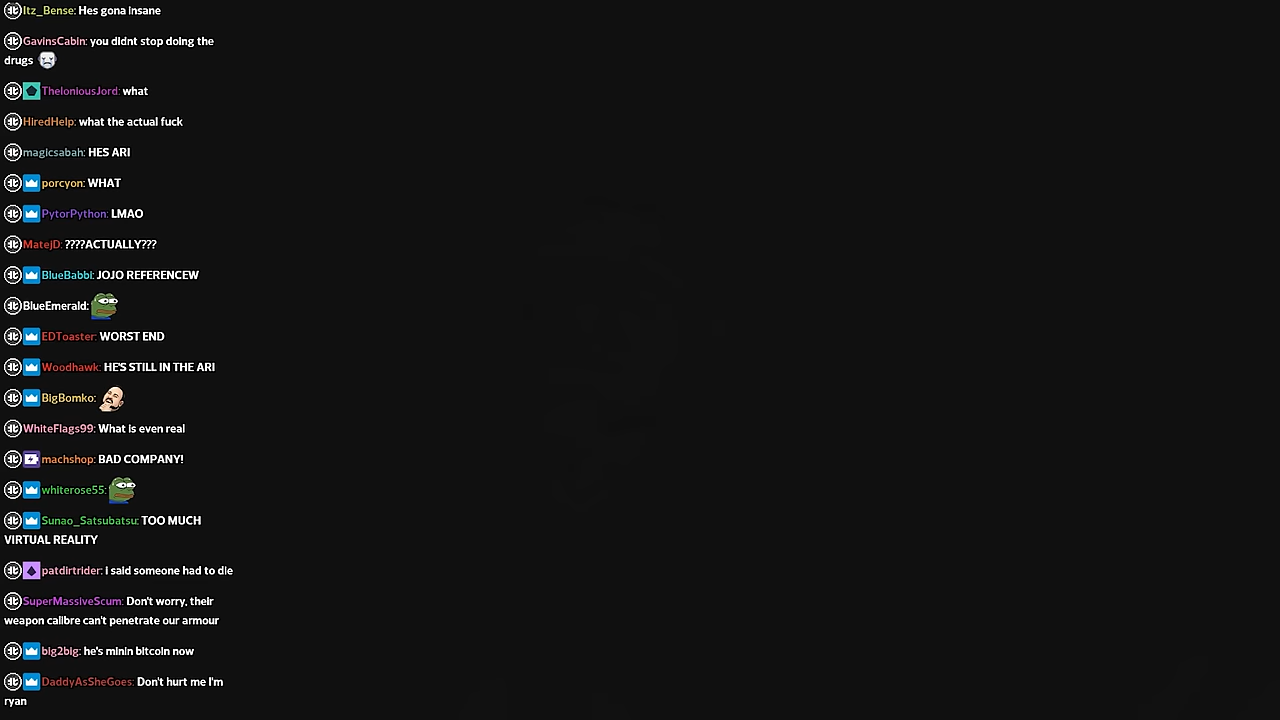 Itz_Bense: Hes gona insane
GavinsCabin: you didnt stop doing the
drugs
TheloniousJord: what
HiredHelp: what the actual fuck
magicsabah: HES ARI
porcyon: WHAT
PytorPython: LMAO
MatejD: ????ACTUALLY???
BlueBabbi: JOJO REFERENCEW
BlueEmerald:
EDToaster: WORST END
Woodhawk: HE'S STILL IN THE ARI
BigBomko:
WhiteFlags99: What is even real
machshop: BAD COMPANY!
whiterose55:
Sunao_Satsubatsu: TOO MUCH
VIRTUAL REALITY
patdirtrider: i said someone had to die
SuperMassiveScum: Don't worry, their
weapon calibre can't penetrate our armour
big2big: he's minin bitcoin now
DaddyAsSheGoes: Don't hurt me I'm
ryan